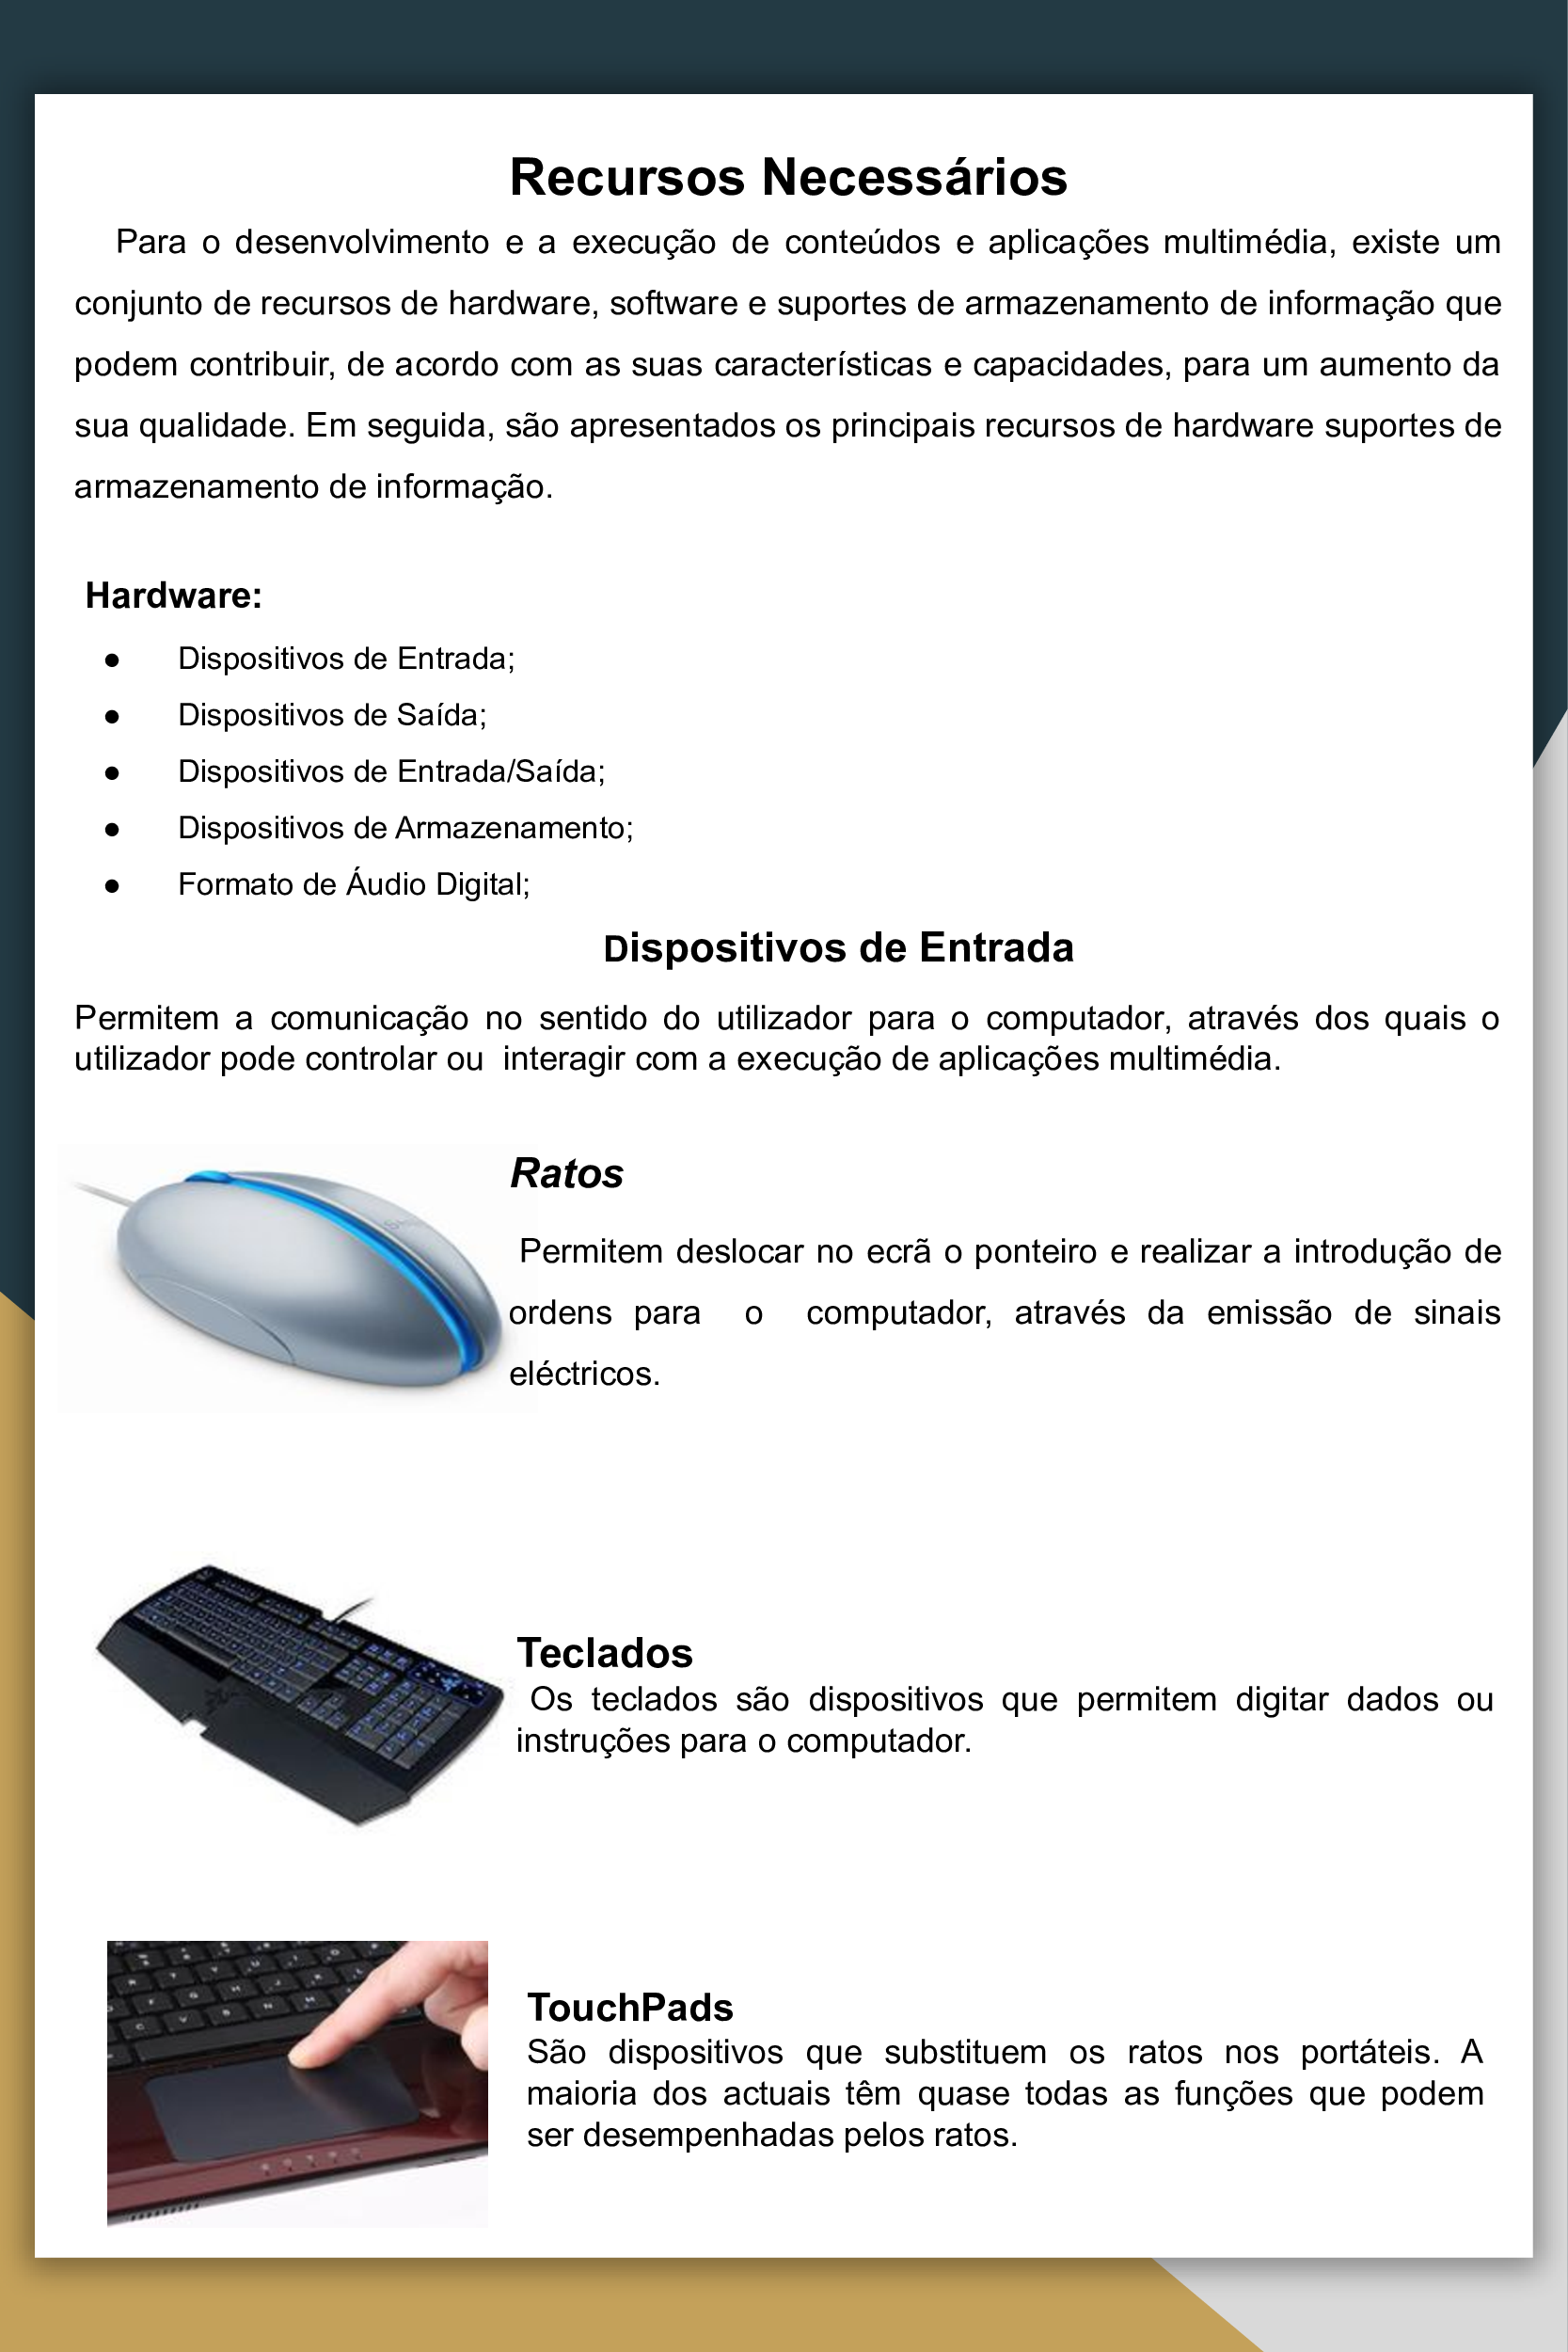 Recursos Necessários
Para o desenvolvimento e a execução de conteúdos e aplicações multimédia, existe um
conjunto de recursos de hardware, software e suportes de armazenamento de informação que
podem contribuir, de acordo com as suas características e capacidades, para um aumento da
sua qualidade. Em seguida, são apresentados os principais recursos de hardware suportes de
armazenamento de informação.
Hardware:
● Dispositivos de Entrada;
● Dispositivos de Saída;
● Dispositivos de Entrada/Saída;
● Dispositivos de Armazenamento;
● Formato de Áudio Digital;
Dispositivos de Entrada
Permitem a comunicação no sentido do utilizador para o computador, através dos quais o
utilizador pode controlar ou interagir com a execução de aplicações multimédia.
Ratos
Permitem deslocar no ecrã o ponteiro e realizar a introdução de
ordens para o computador, através da emissão de sinais
eléctricos.
Teclados
Os teclados são dispositivos que permitem digitar dados ou
instruções para o computador.
TouchPads
São dispositivos que substituem os ratos nos portáteis. A
maioria dos actuais têm quase todas as funções que podem
ser desempenhadas pelos ratos.